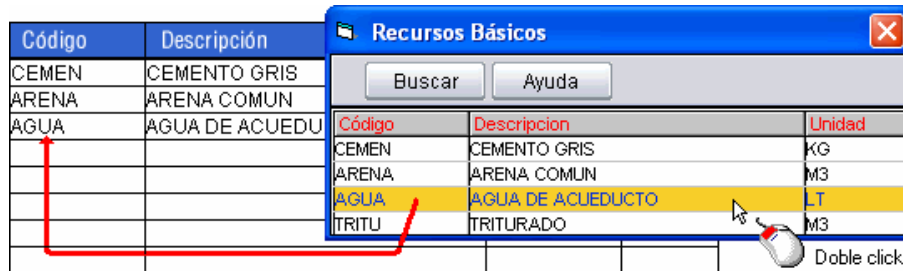 Código Descripción
CEMEN CEMENTO GRIS
ARENA ARENA COMUN
AGUA AGUA DE ACUEDU
Recursos Básicos
Buscar Ayuda
Código Descripcion Unidad
CEMEN CEMENTO GRIS KG
ARENA ARENA COMUN M3
AGUA AGUA DE ACUEDUCTO LT
TRITU TRITURADO M3
Doble click